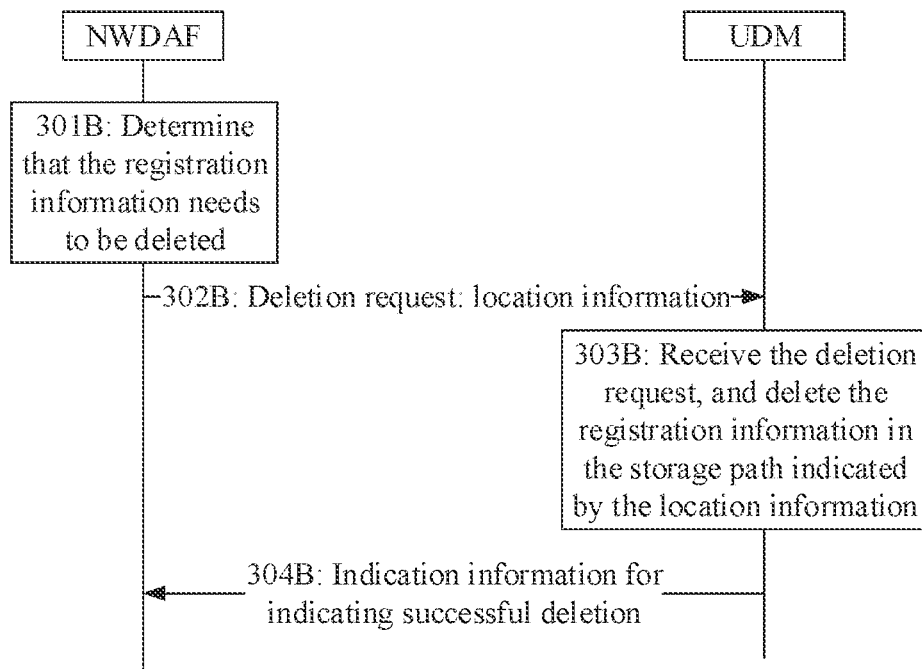 NWDAF
UDM
301B: Determine
that the registration
information needs
to be deleted
302B: Deletion request: location information
303B: Receive the deletion
request, and delete the
registration information in
the storage path indicated
by the location information
304B: Indication information for
indicating successful deletion